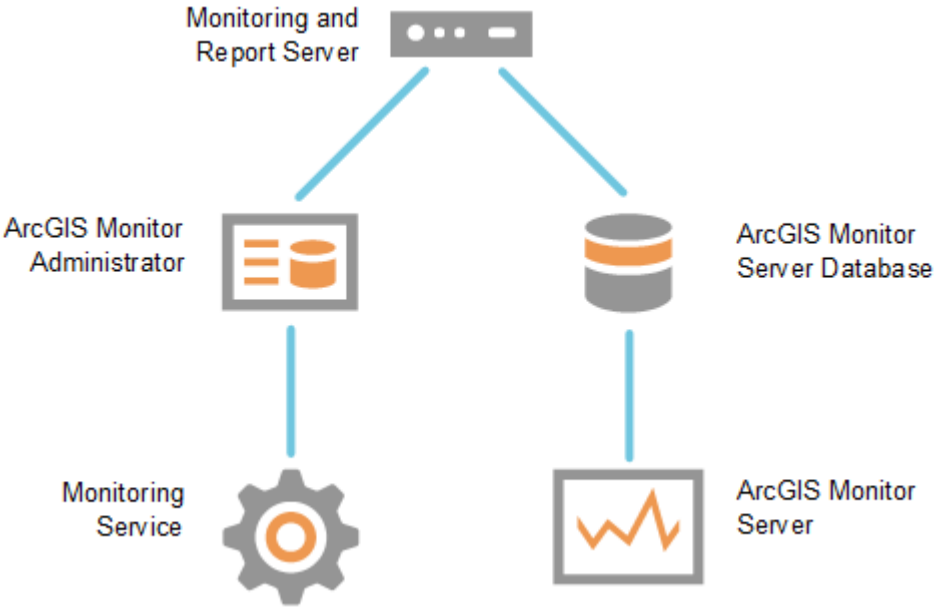 Monitoring and
Report Server
ArcGIS Monitor
Administrator
ArcGIS Monitor
Server Database
Monitoring
Service
ArcGIS Monitor
Server